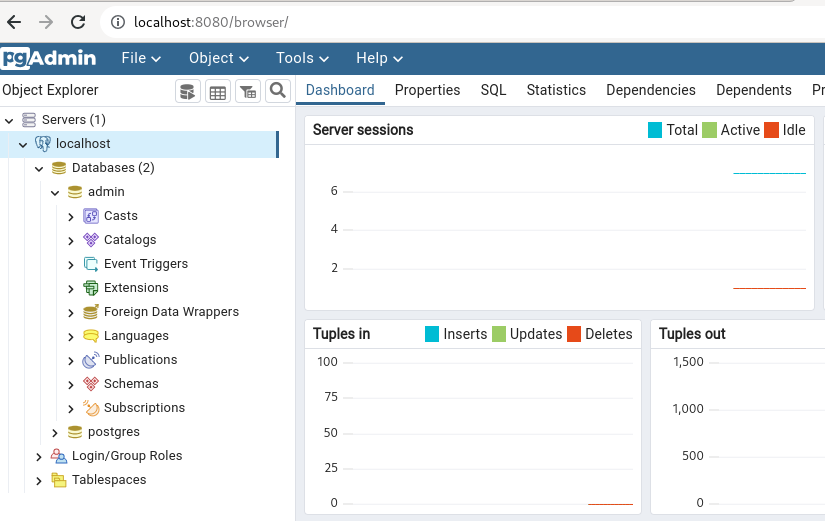 localhost:8080/browser/
pgAdmin File Object Tools Help
Object Explorer
Dashboard Properties SQL Statistics Dependencies Dependents Pr
Servers (1)
localhost
Databases (2)
admin
Casts
Catalogs
Event Triggers
Extensions
Foreign Data Wrappers
Languages
Publications
Schemas
Subscriptions
postgres
Login/Group Roles
Tablespaces
Server sessions Total Active Idle
6
4
2
Tuples in Inserts Updates Deletes
100
75
50
25
0
Tuples out
1,500
1,000
500
0